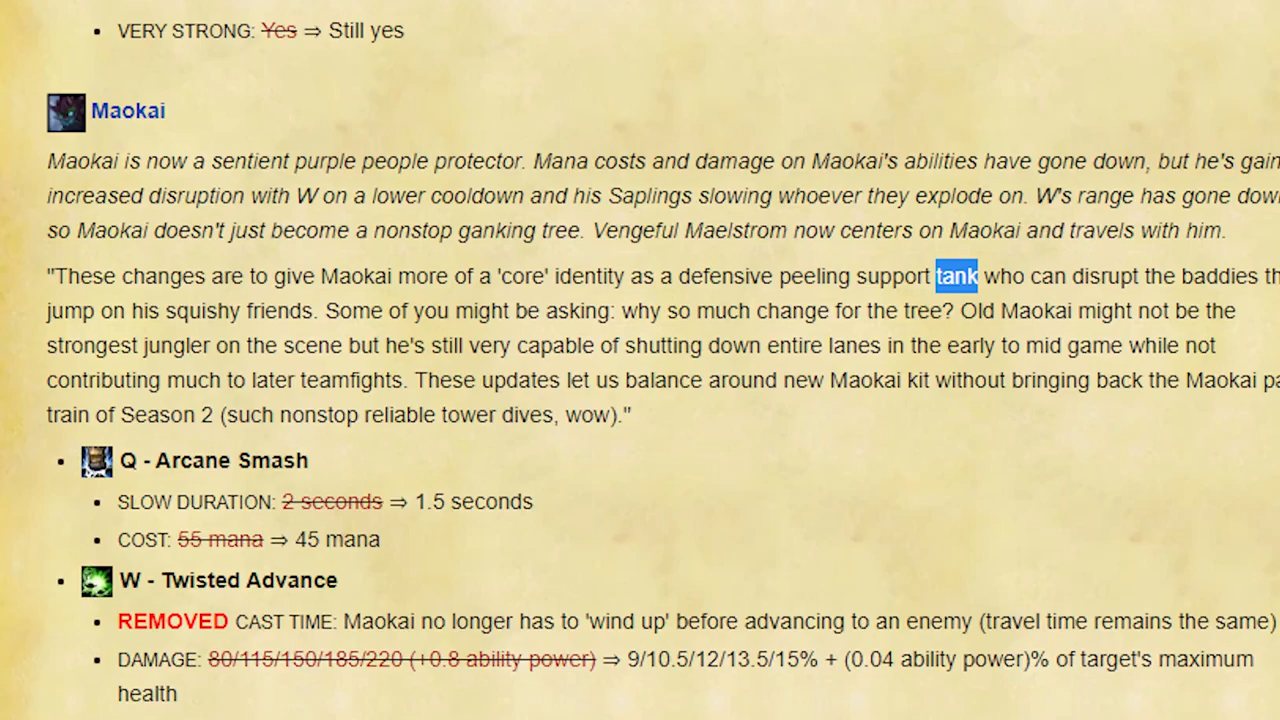 VERY STRONG: Yes ⇒ Still yes
Maokai
Maokai is now a sentient purple people protector. Mana costs and damage on Maokai's abilities have gone down, but he's gain
increased disruption with W on a lower cooldown and his Saplings slowing whoever they explode on. W's range has gone down
so Maokai doesn't just become a nonstop ganking tree. Vengeful Maelstrom now centers on Maokai and travels with him.
"These changes are to give Maokai more of a 'core' identity as a defensive peeling support tank who can disrupt the baddies th
jump on his squishy friends. Some of you might be asking: why so much change for the tree? Old Maokai might not be the
strongest jungler on the scene but he's still very capable of shutting down entire lanes in the early to mid game while not
contributing much to later teamfights. These updates let us balance around new Maokai kit without bringing back the Maokai pa
train of Season 2 (such nonstop reliable tower dives, wow)."
Q - Arcane Smash
SLOW DURATION: 2 seconds ⇒ 1.5 seconds
COST: 55 mana ⇒ 45 mana
W - Twisted Advance
REMOVED CAST TIME: Maokai no longer has to 'wind up' before advancing to an enemy (travel time remains the same)
DAMAGE: 80/115/150/185/220 (+0.8 ability power) ⇒ 9/10.5/12/13.5/15% + (0.04 ability power)% of target's maximum
health